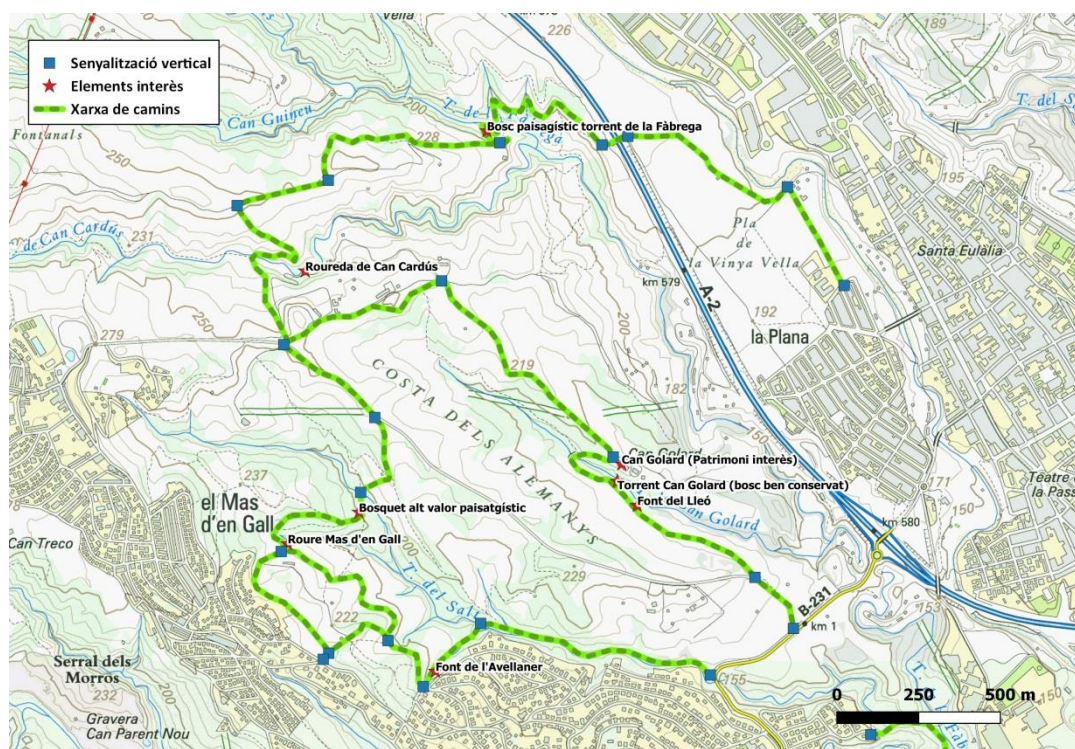 Senyalització vertical
Elements interès
Xarxa de camins
Vella
226
189
T. del S
Can Guineu
200
T. de la Fàbrega
Bosc paisagístic torrent de la Fàbrega
Fontanals
228
250
195
Pla
de
la Vinya Vella
Santa Eulàlia
de Can Cardús
231
Roureda de Can Cardús
km 579
A-2
200
250
192
la Plana
279
COSTA DELS ALEMANYS
219
182
150
Can Golard
Can Golard (Patrimoni interès)
Torrent Can Golard (bosc ben conservat)
Font del Lleó
Can Golard
171
Teatre de
la Pass
237
el Mas
d'en Gall
Bosquet alt valor paisatgístic
km 580
Can Treco
Roure Mas d'en Gall
200
T. del Salt
229
B-231
km 1
153
222
Serral dels
Morros
232
Font de l'Avellaner
155
150
Gravera
Can Parent Nou
0 250 500 m